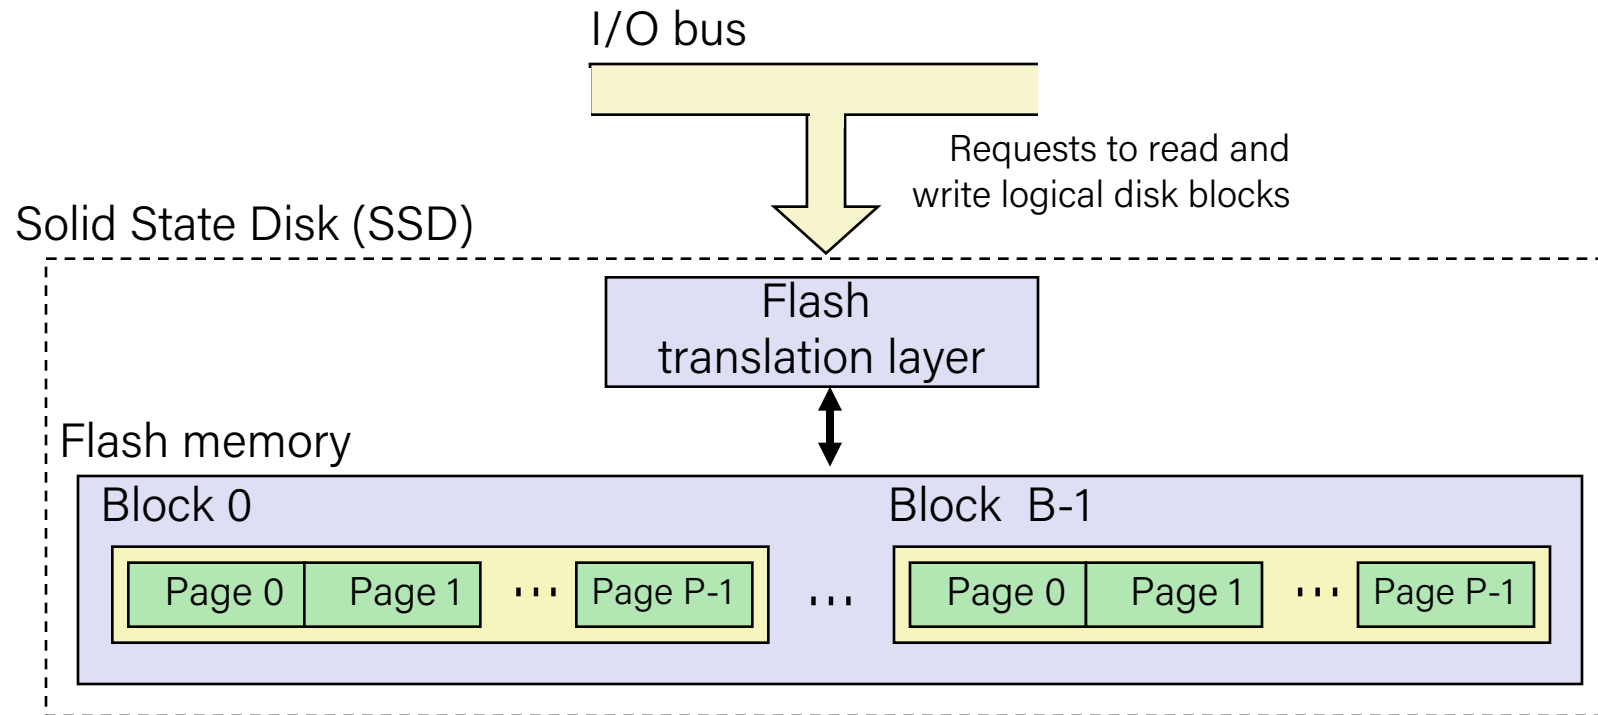 I/O bus
Requests to read and
write logical disk blocks
Solid State Disk (SSD)
Flash
translation layer
Flash memory
Block 0
Block B-1
Page 0
Page 1
...
Page P-1
...
Page 0
Page 1
...
Page P-1